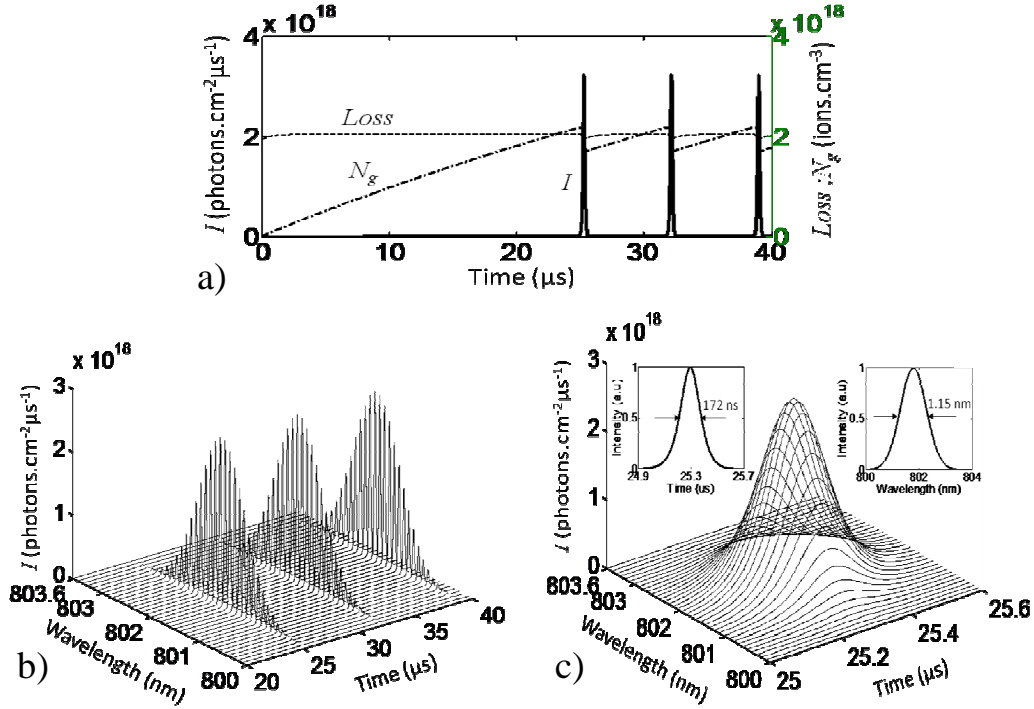 x 10^18
x 10^18
4
2
0
I (photons.cm-2μs-1)
Loss
Ng
I
4
2
0
Loss ;Ng (ions.cm-3)
0
10
20
30
40
Time (μs)
a)
x 10^18
3
2
1
0
I (photons.cm-2μs-1)
803.6
803
802
801
800
Wavelength (nm)
20
25
30
35
40
Time (μs)
b)
x 10^18
3
2
1
0
I (photons.cm-2μs-1)
803.6
803
802
801
800
Wavelength (nm)
25
25.2
25.4
25.6
Time (μs)
c)
1
0.5
0
Intensity (a.u)
172 ns
24.9
25.3
25.7
Time (us)
1
0.5
0
Intensity (a.u)
1.15 nm
800
802
804
Wavelength (nm)